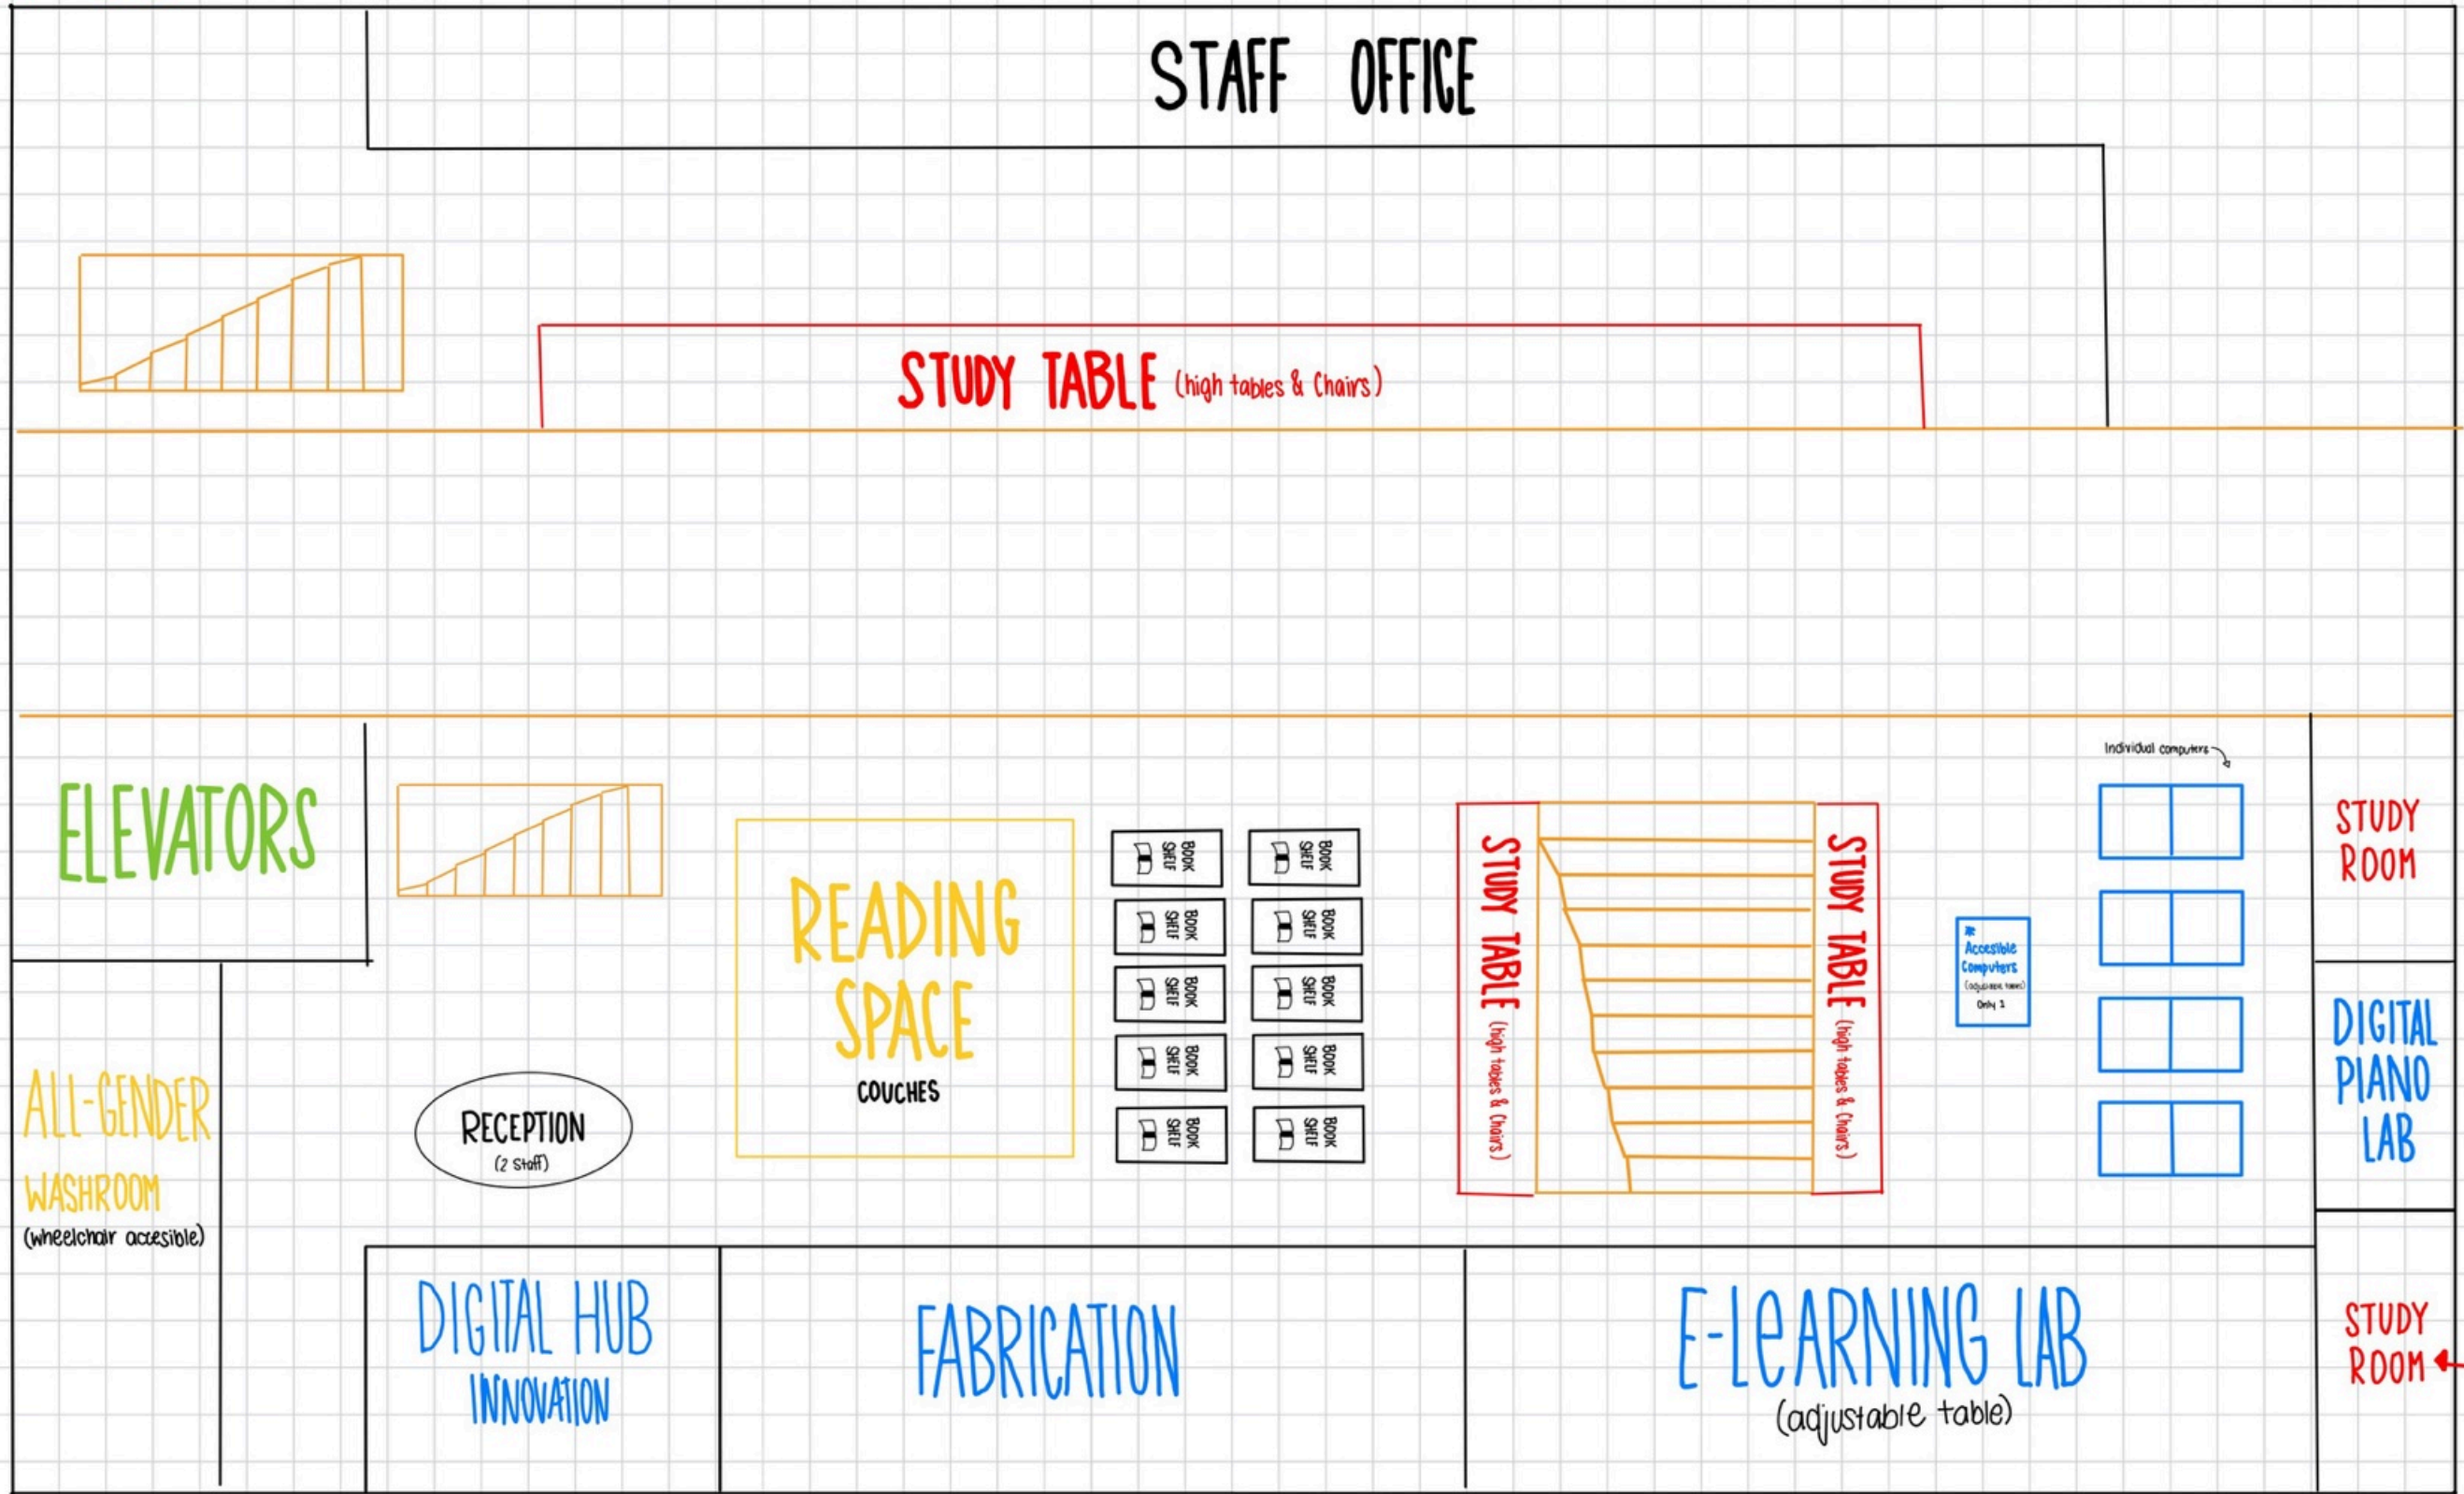 STAFF OFFICE
STUDY TABLE (high tables & Chairs)
ELEVATORS
Individual computers
STUDY
ROOM
READING
SPACE
COUCHES
BOOK
SHELF
BOOK
SHELF
BOOK
SHELF
BOOK
SHELF
BOOK
SHELF
BOOK
SHELF
BOOK
SHELF
BOOK
SHELF
BOOK
SHELF
BOOK
SHELF
STUDY TABLE (high tables & Chairs)
STUDY TABLE (high tables & Chairs)
*
Accesible
Computers
(adjustable tables)
Only 1
DIGITAL
PIANO
LAB
ALL-GENDER
WASHROOM
(wheelchair accesible)
RECEPTION
(2 Staff)
DIGITAL HUB
INNOVATION
FABRICATION
E-LeARNING LAB
(adjustable table)
STUDY
ROOM